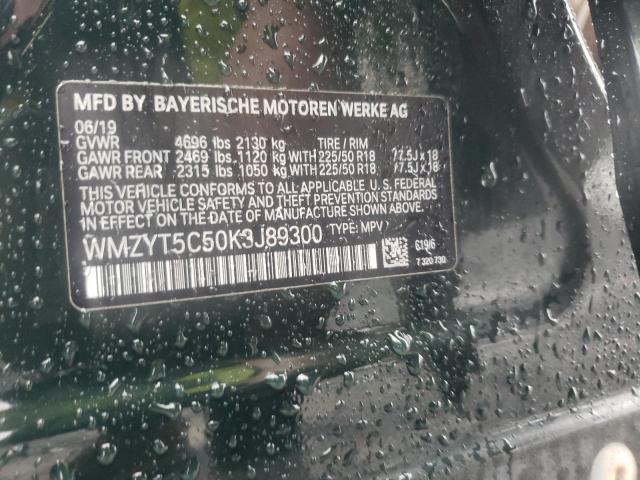 MFD BY BAYERISCHE MOTOREN WERKE AG
06/19
GVWR 4696 lbs 2130 kg TIRE / RIM
GAWR FRONT 2469 lbs 1120 kg WITH 225/50 R18 /7.5J x 18
GAWR REAR 2315 lbs 1050 kg WITH 225/50 R18 /7.5J x 18
THIS VEHICLE CONFORMS TO ALL APPLICABLE U. S. FEDERAL
MOTOR VEHICLE SAFETY AND THEFT PREVENTION STANDARDS
IN EFFECT ON THE DATE OF MANUFACTURE SHOWN ABOVE.
WMZYT5C50K3J89300 TYPE: MPV
6196
7 320 730